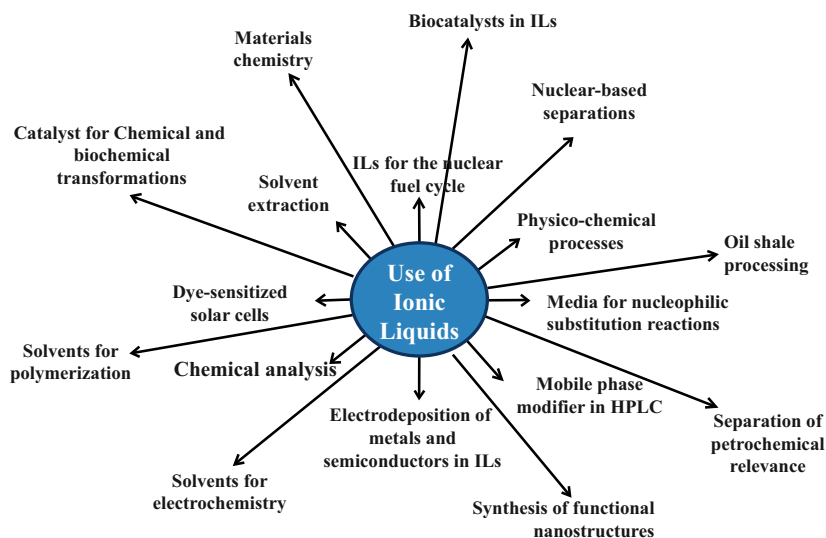 Biocatalysts in ILs
Materials
chemistry
Nuclear-based
separations
Catalyst for Chemical and
biochemical
transformations
ILs for the nuclear
fuel cycle
Solvent
extraction
Physico-chemical
processes
Oil shale
processing
Use of
Ionic
Liquids
Dye-sensitized
solar cells
Media for nucleophilic
substitution reactions
Solvents for
polymerization
Chemical analysis
Mobile phase
modifier in HPLC
Electrodeposition of
metals and
semiconductors in ILs
Separation of
petrochemical
relevance
Solvents for
electrochemistry
Synthesis of functional
nanostructures